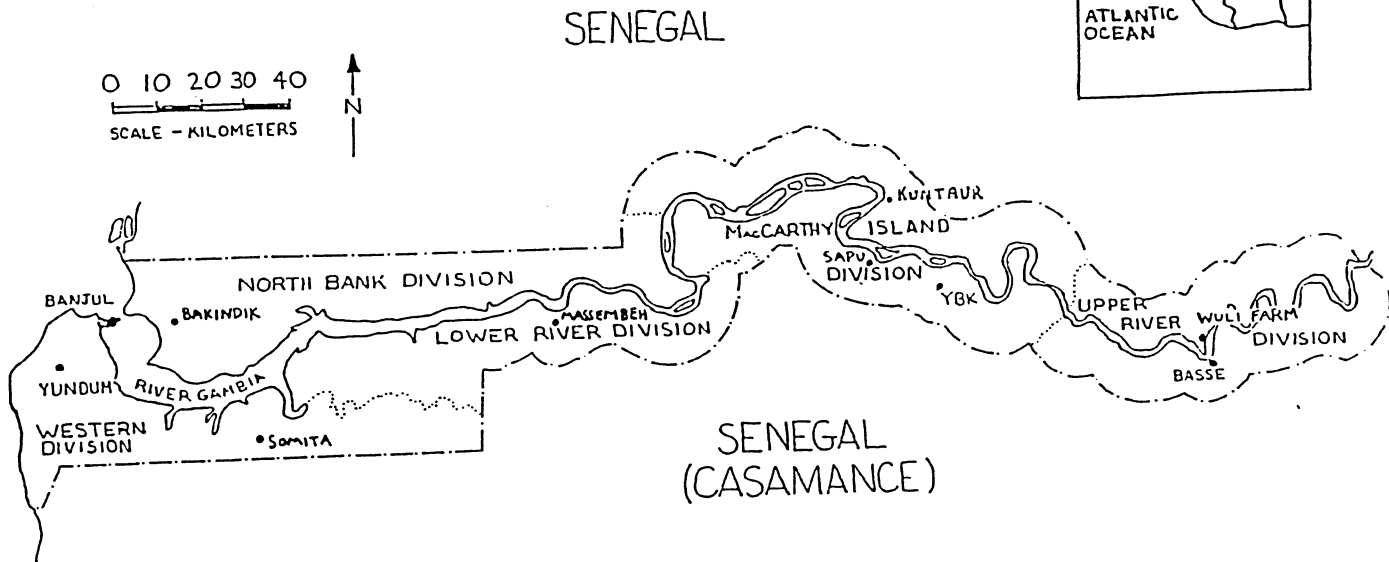 SENEGAL
ATLANTIC
OCEAN
0 10 20 30 40
SCALE - KILOMETERS
N
KUNTAUR
MacCARTHY ISLAND
SAPU
DIVISION
YBK
NORTH BANK DIVISION
BANJUL
BAKINDIK
MASSEMBEH
LOWER RIVER DIVISION
UPPER
RIVER
WULI FARM
DIVISION
BASSE
YUNDUM
RIVER GAMBIA
WESTERN
DIVISION
SOMITA
SENEGAL
(CASAMANCE)